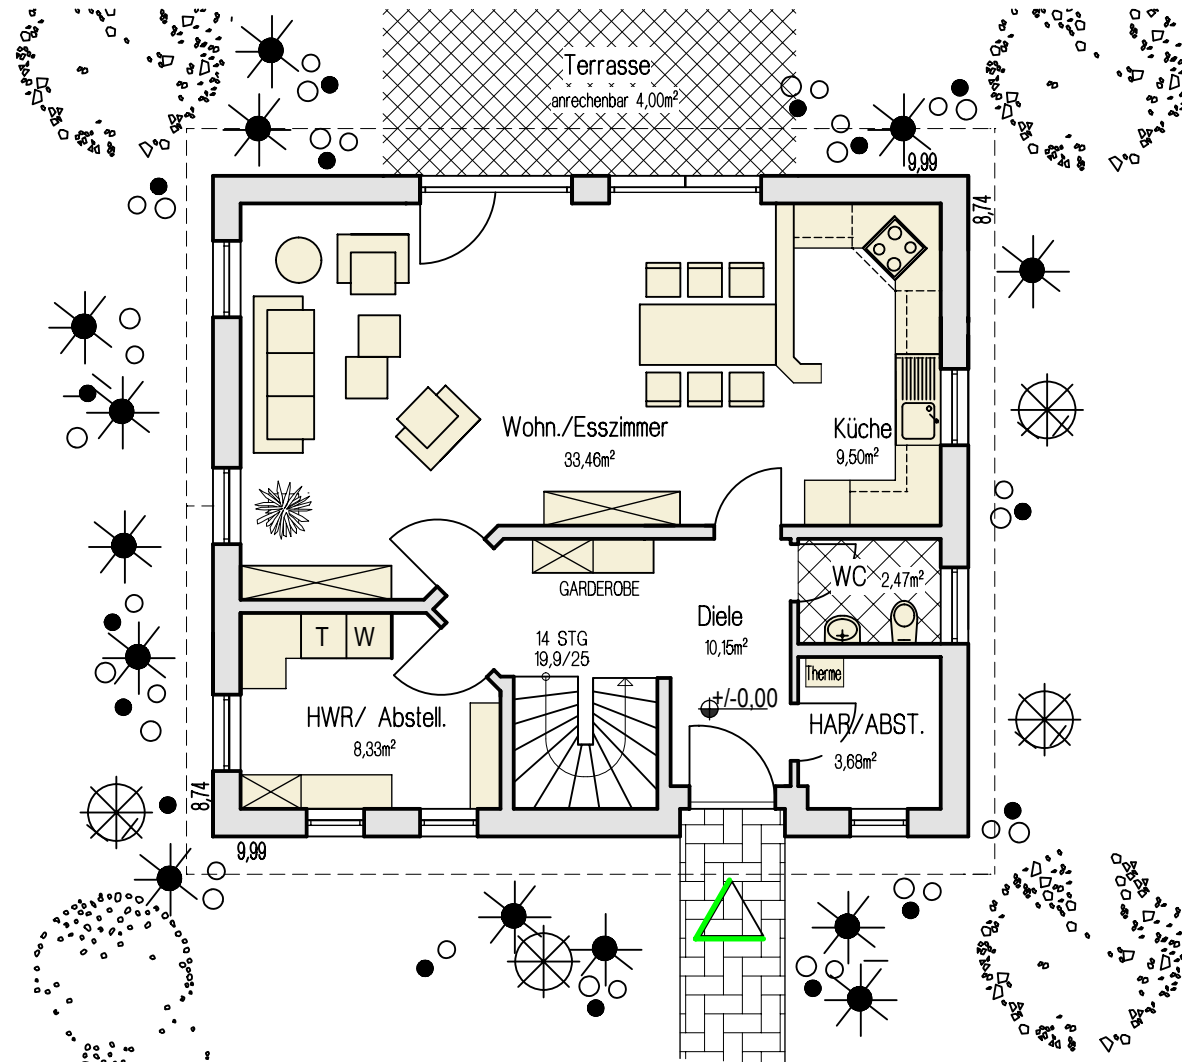 Terrasse
anrechenbar 4,00m²
9,99
8,74
Wohn./Esszimmer
33,46m²
Küche
9,50m²
GARDEROBE
WC 2,47m²
Diele
10,15m²
T W
14 STG
19,9/25
Therme
+/-0,00
HWR/ Abstell.
8,33m²
HAR/ABST.
3,68m²
8,74
9,99